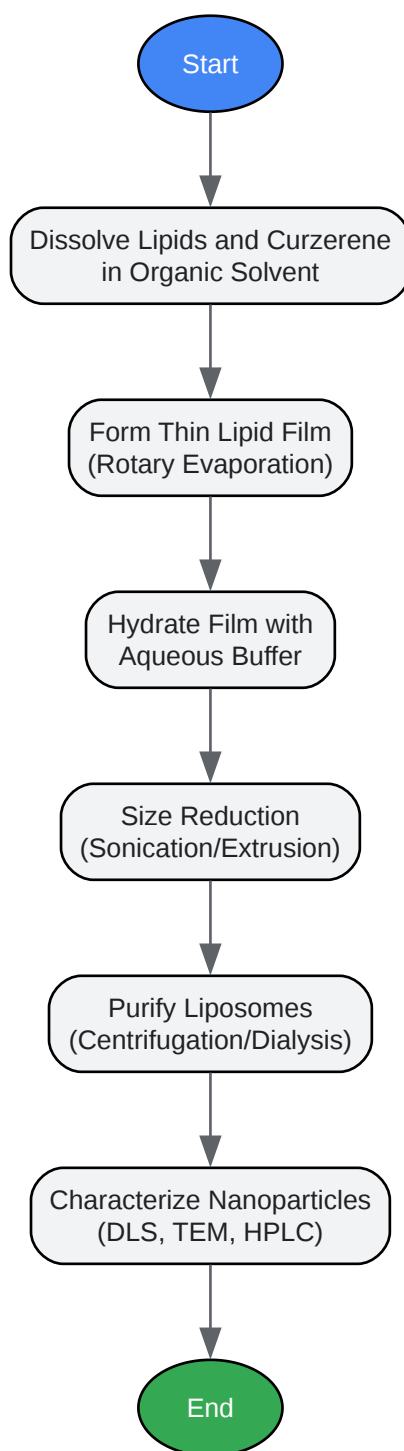 Start
Dissolve Lipids and Curzerene
in Organic Solvent
Form Thin Lipid Film
(Rotary Evaporation)
Hydrate Film with
Aqueous Buffer
Size Reduction
(Sonication/Extrusion)
Purify Liposomes
(Centrifugation/Dialysis)
Characterize Nanoparticles
(DLS, TEM, HPLC)
End